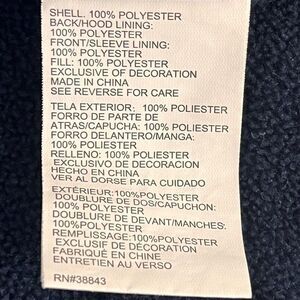 SHELL. 100% POLYESTER
BACK/HOOD LINING:
100% POLYESTER
FRONT/SLEEVE LINING:
100% POLYESTER
FILL: 100% POLYESTER
EXCLUSIVE OF DECORATION
MADE IN CHINA
SEE REVERSE FOR CARE
TELA EXTERIOR: 100% POLIESTER
FORRO DE PARTE DE
ATRAS/CAPUCHA: 100% POLIESTER
FORRO DELANTERO/MANGA:
100% POLIESTER
RELLENO: 100% POLIESTER
EXCLUSIVO DE DECORACION
HECHO EN CHINA
VER AL DORSE PARA CUIDADO
EXTÉRIEUR:100%POLYESTER
DOUBLURE DE DOS/CAPUCHON:
100% POLYESTER
DOUBLURE DE DEVANT/MANCHES:
100%POLYESTER
REMPLISSAGE:100%POLYESTER
EXCLUSIF DE DÉCORATION
FABRIQUÉ EN CHINE
ENTRETIEN AU VERSO
RN#38843